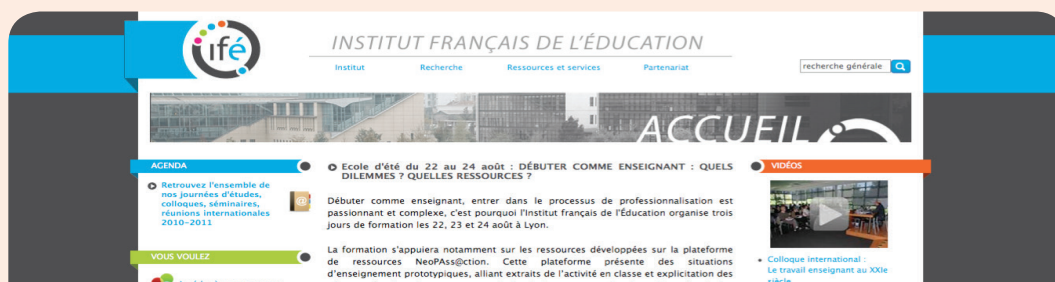 ifé
INSTITUT FRANÇAIS DE L'ÉDUCATION
Institut
Recherche
Ressources et services
Partenariat
recherche générale
ACCUEIL
AGENDA
Retrouvez l'ensemble de
nos journées d'études,
colloques, séminaires,
réunions internationales
2010-2011
VOUS VOULEZ
Ecole d'été du 22 au 24 août : DÉBUTER COMME ENSEIGNANT : QUELS
DILEMMES ? QUELLES RESSOURCES ?
Débuter comme enseignant, entrer dans le processus de professionnalisation est
passionnant et complexe, c'est pourquoi l'Institut français de l'Éducation organise trois
jours de formation les 22, 23 et 24 août à Lyon.
La formation s'appuiera notamment sur les ressources développées sur la plateforme
de ressources NeoPAss@ction. Cette plateforme présente des situations
d'enseignement prototypiques, alliant extraits de l'activité en classe et explicitation des
VIDÉOS
Colloque international :
Le travail enseignant au XXIe
siècle